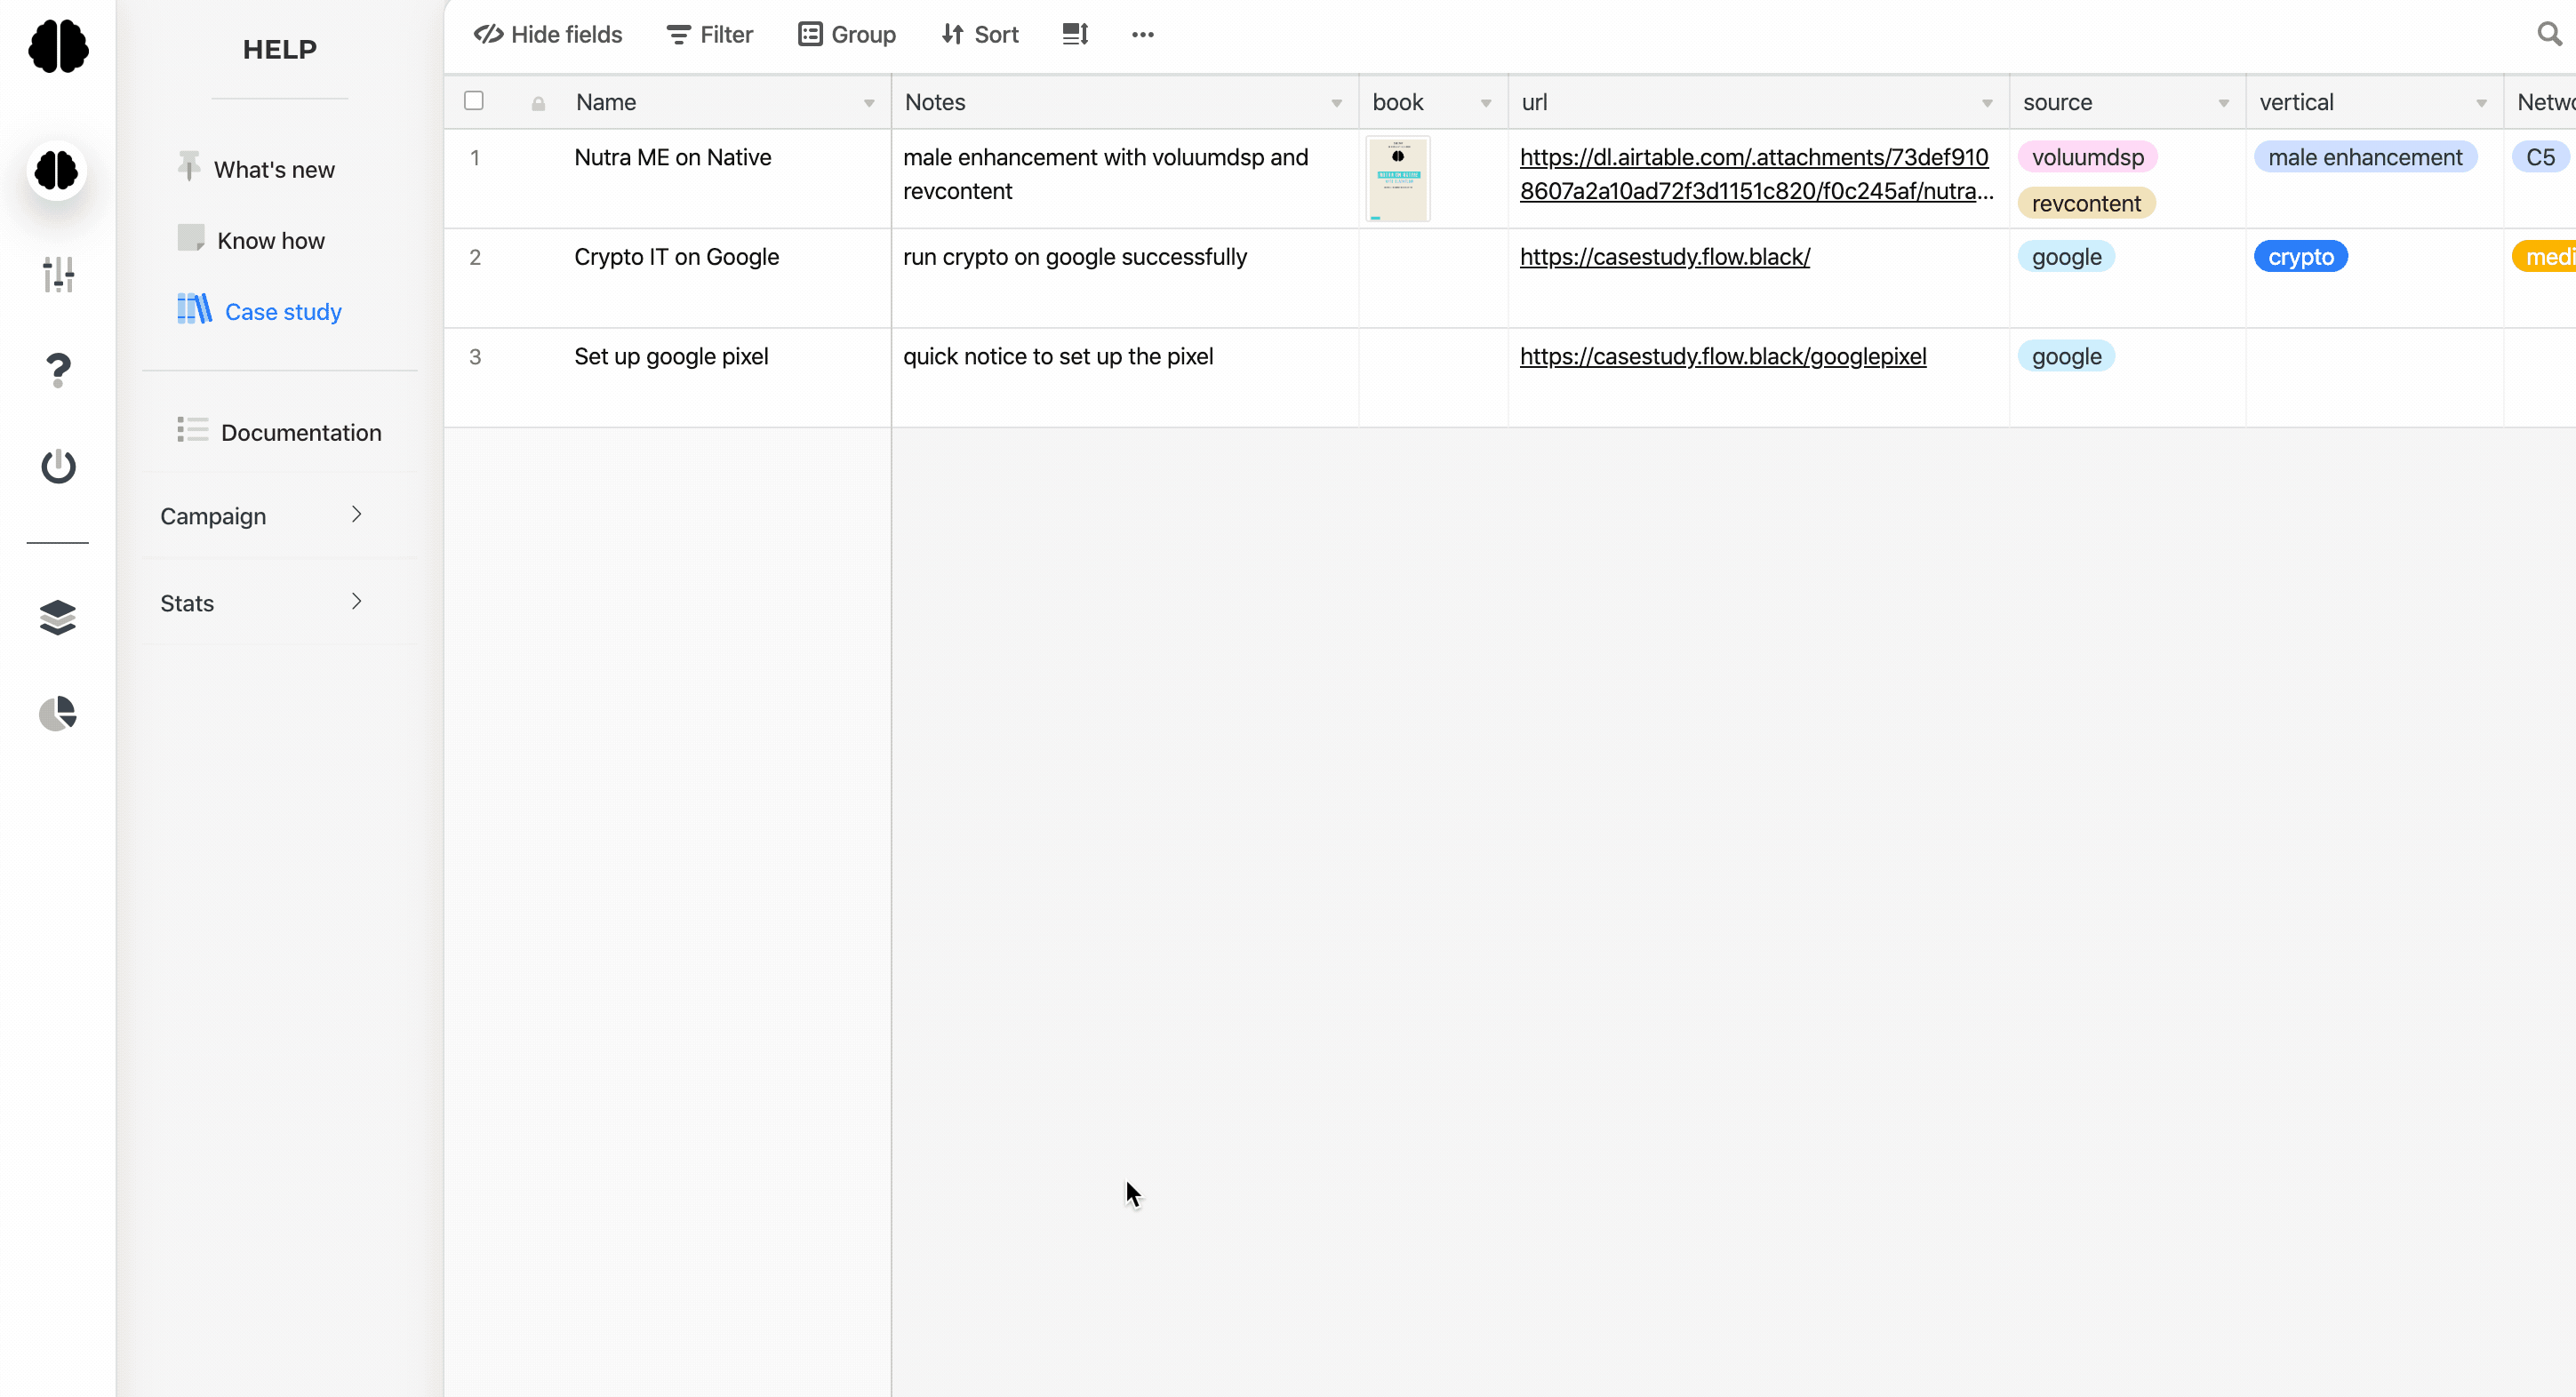 HELP
What's new
Know how
Case study
Documentation
Campaign
Stats
Hide fields
Filter
Group
Sort
Name
Notes
book
url
source
vertical
Netwo
1
Nutra ME on Native
male enhancement with voluumdsp and
revcontent
https://dl.airtable.com/.attachments/73def910
8607a2a10ad72f3d1151c820/f0c245af/nutra...
voluumdsp
revcontent
male enhancement
C5
2
Crypto IT on Google
run crypto on google successfully
https://casestudy.flow.black/
google
crypto
medi
3
Set up google pixel
quick notice to set up the pixel
https://casestudy.flow.black/googlepixel
google